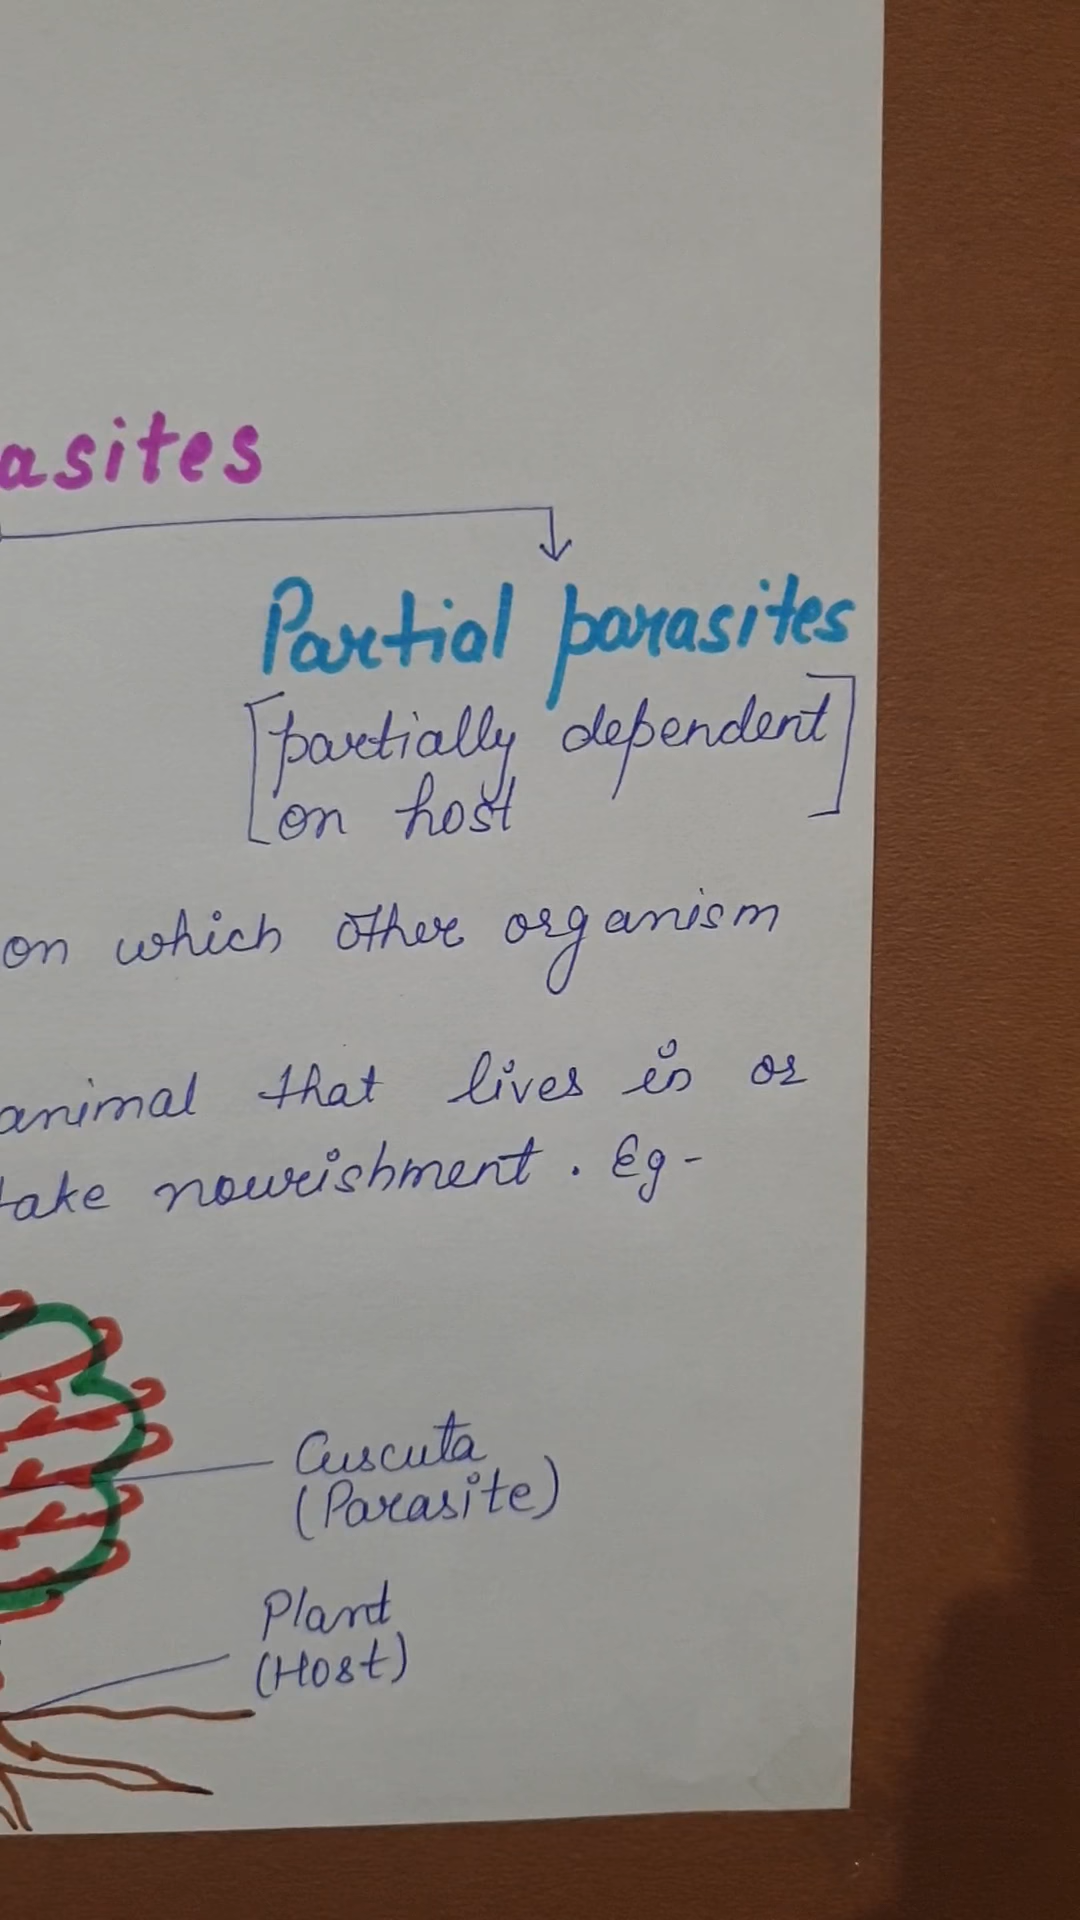 asites
Partial parasites
[partially dependent
on host]
on which other organism
animal that lives in or
take nourishment. Eg-
Cuscuta
(Parasite)
Plant
(Host)